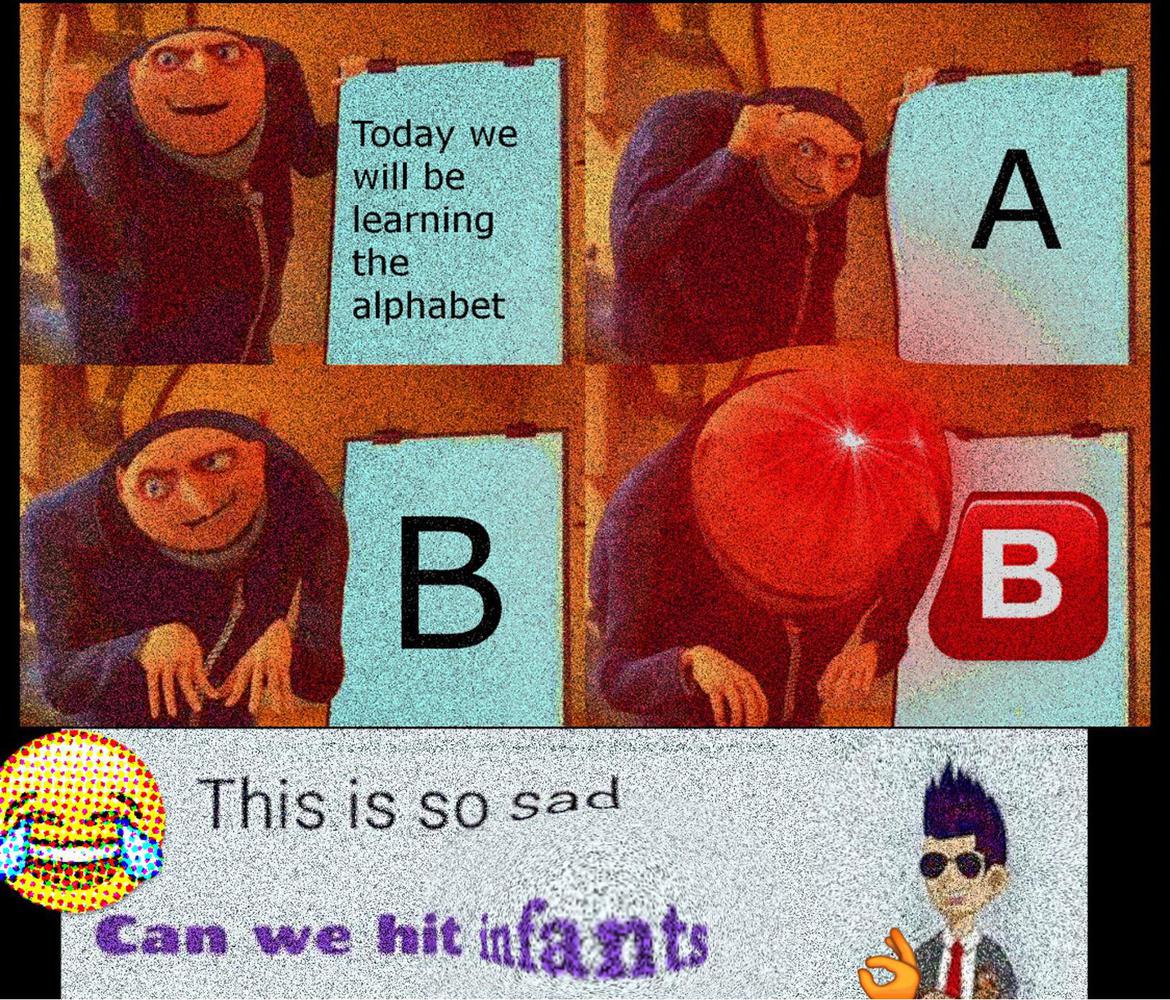 Today we
will be
learning
the
alphabet
A
B
B
This is so sad
Can we hit infants